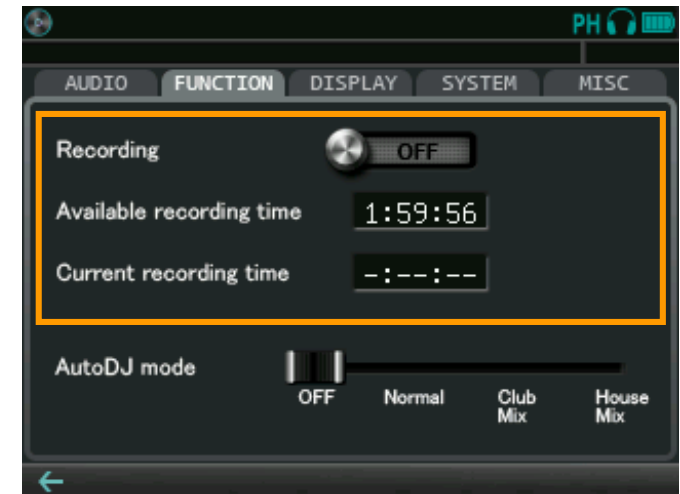 PH
AUDIO FUNCTION DISPLAY SYSTEM MISC
Recording OFF
Available recording time 1:59:56
Current recording time -:--:--
AutoDJ mode
OFF Normal Club House
Mix Mix